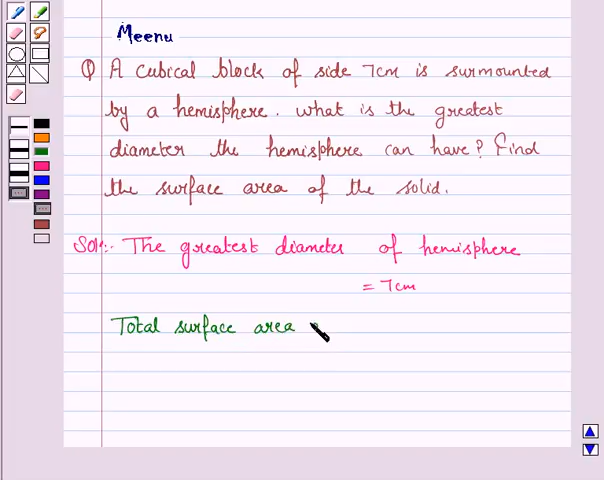 Meenu
Q A cubical block of side 7cm is surmounted
by a hemisphere. what is the greatest
diameter the hemisphere can have? Find
the surface area of the solid.
Soln:- The greatest diameter of hemisphere
= 7cm
Total surface area